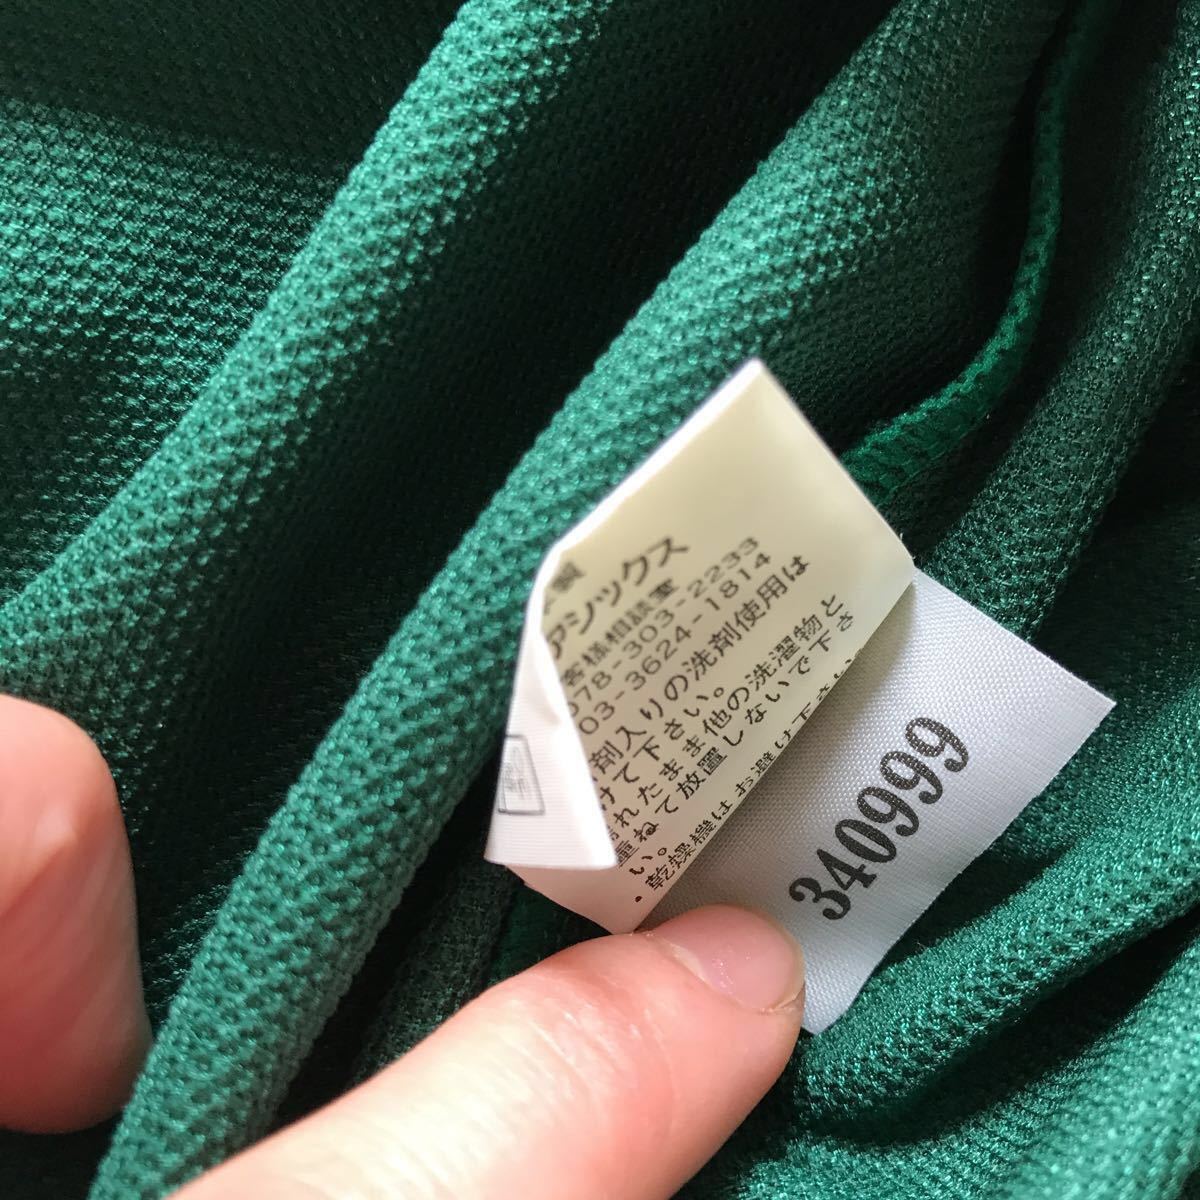 製
アシックス
客様相談室
078-303-2233
03-3624-1814
剤入りの洗剤使用は
けて下さい。
濡れたまま他の洗濯物と
重ねて放置しないで下さ
い。
・乾燥機はお避け下さい。
340999